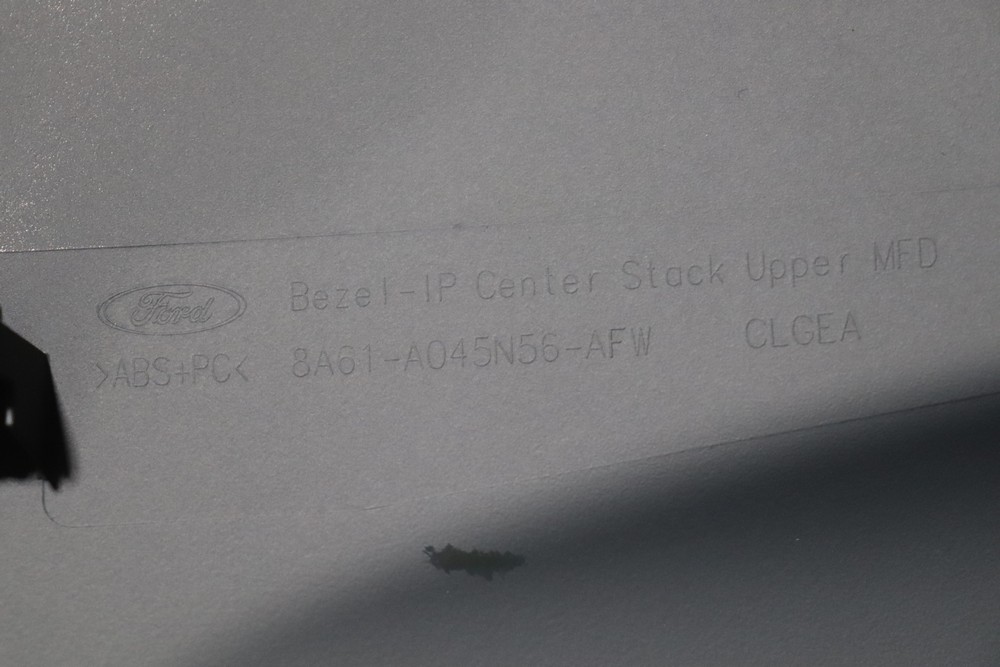 Ford Bezel-IP Center Stack Upper MFD
>ABS+PC< 8A61-A045N56-AFW CLGEA